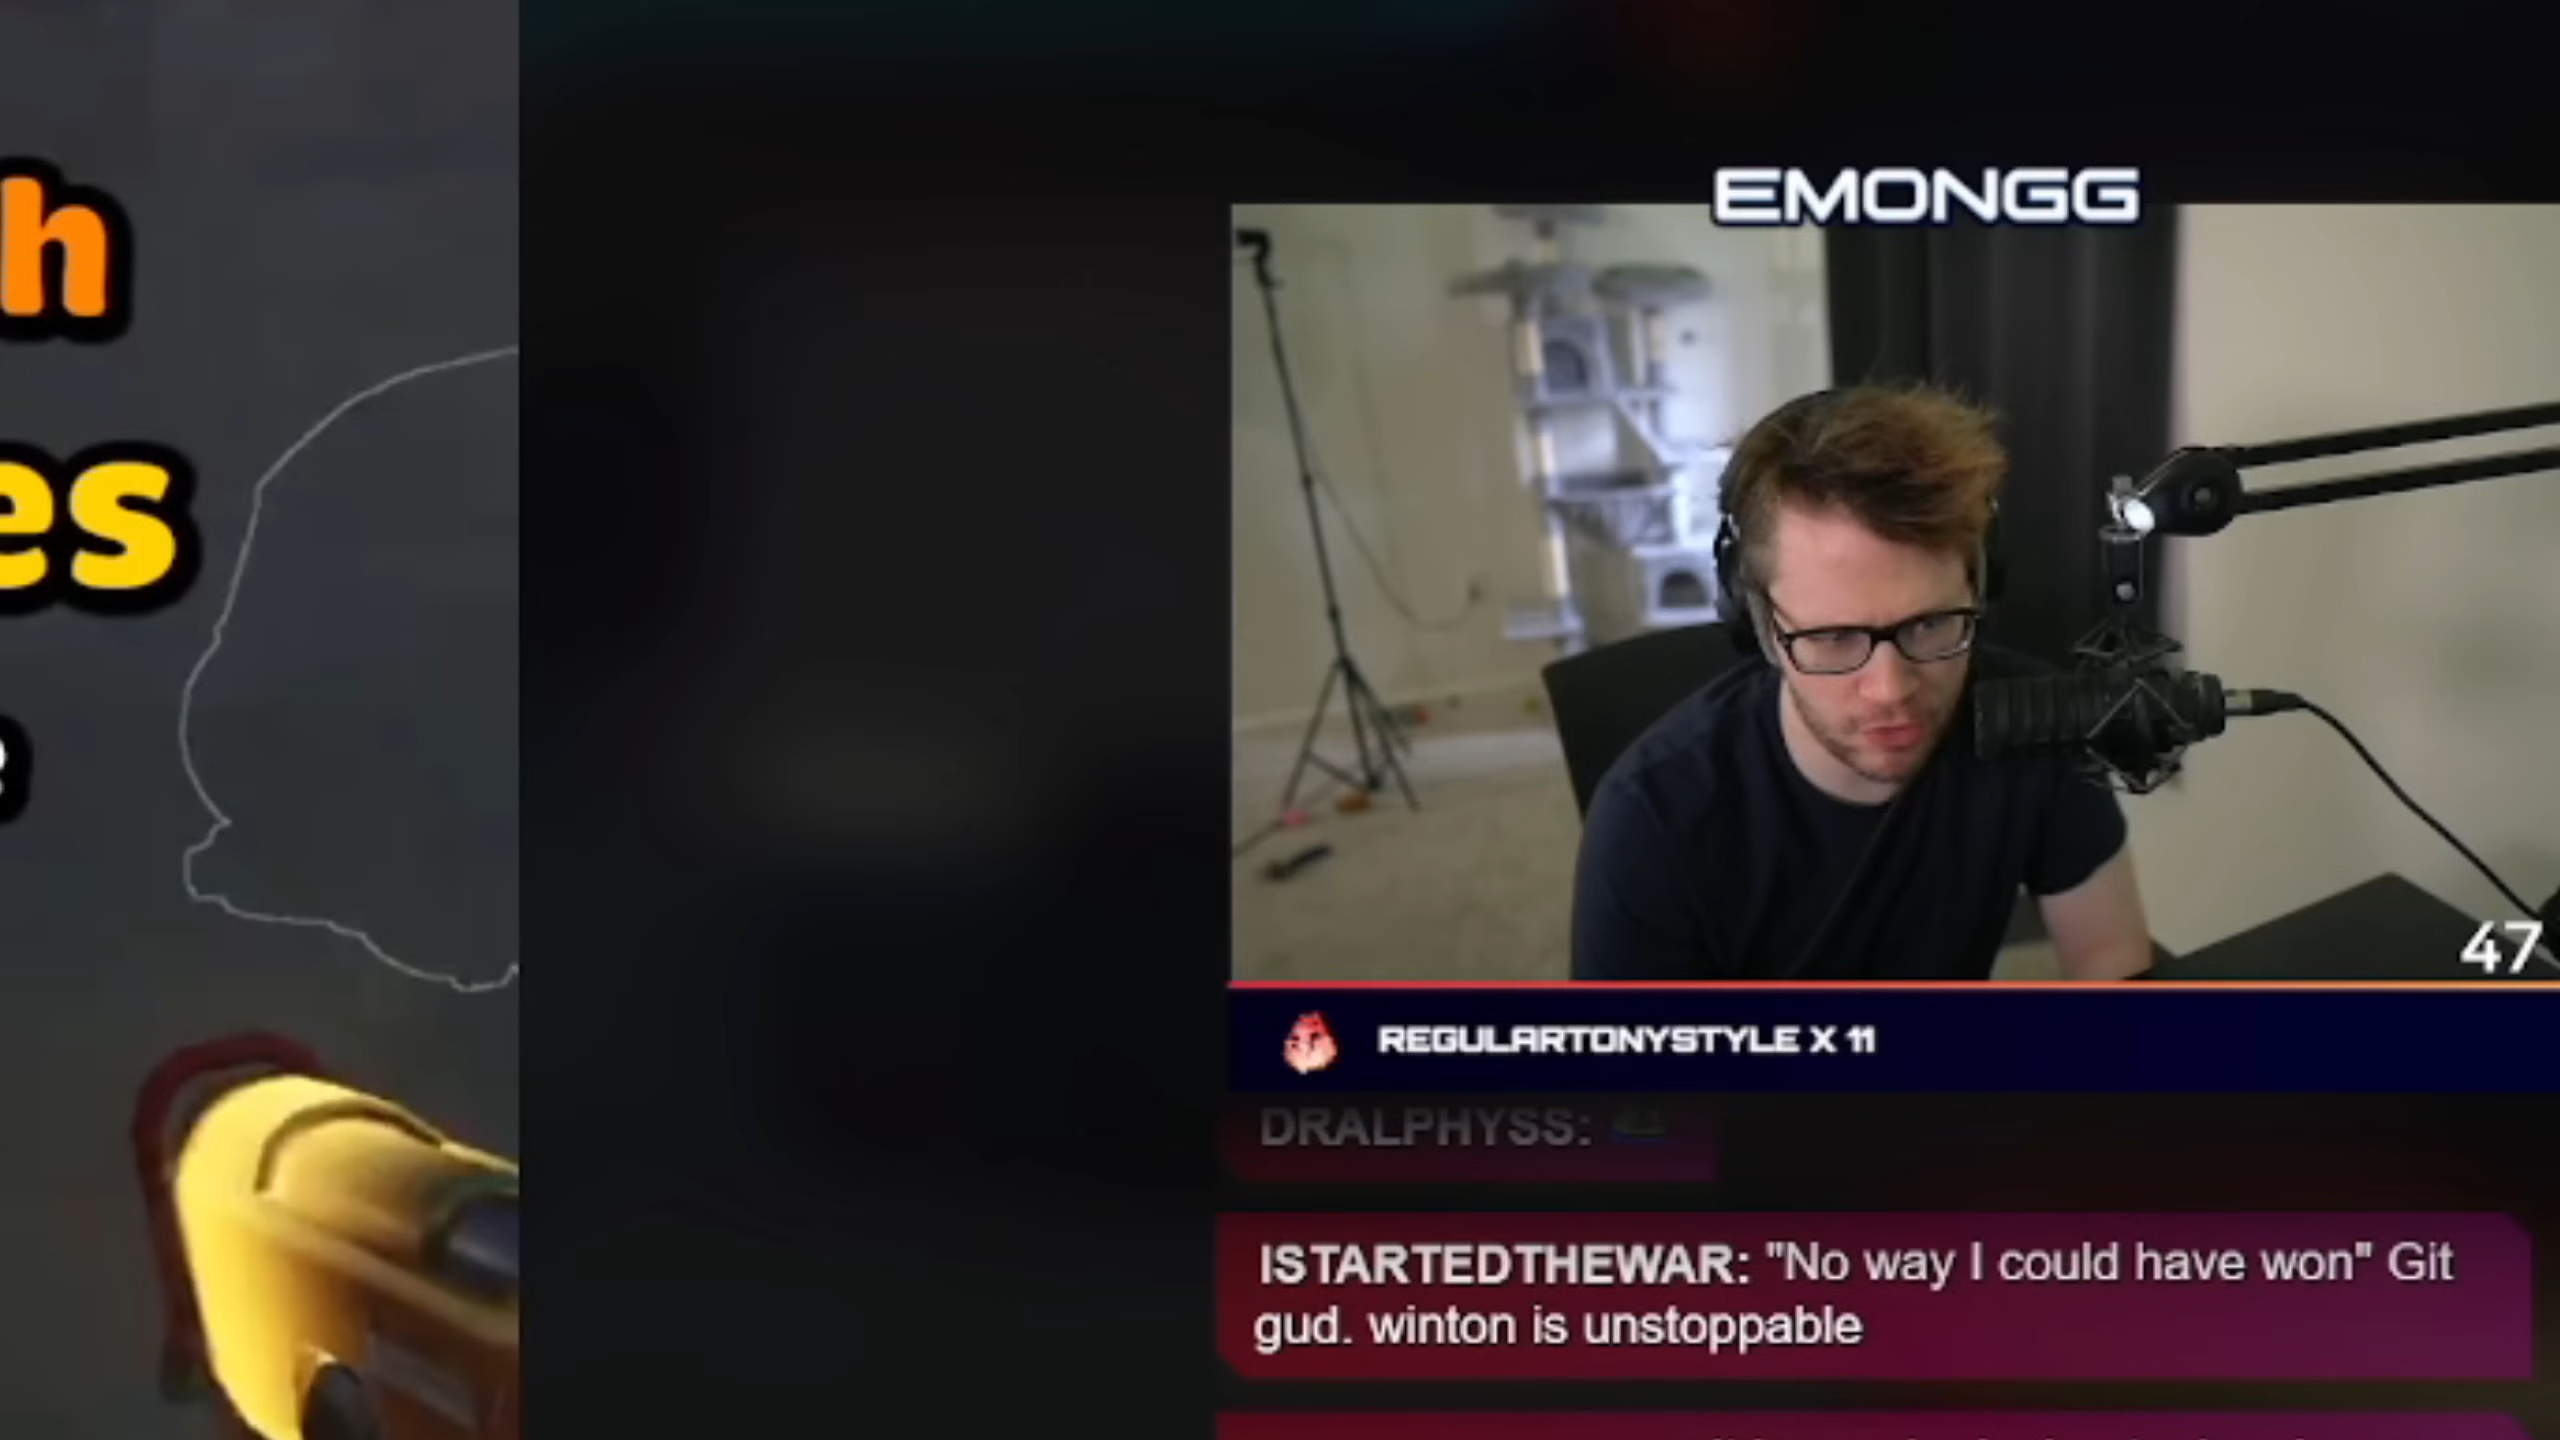 h
es
EMONGG
47
REGULARTONYSTYLE X 11
DRALPHYSS:
ISTARTEDTHEWAR: "No way I could have won" Git
gud. winton is unstoppable